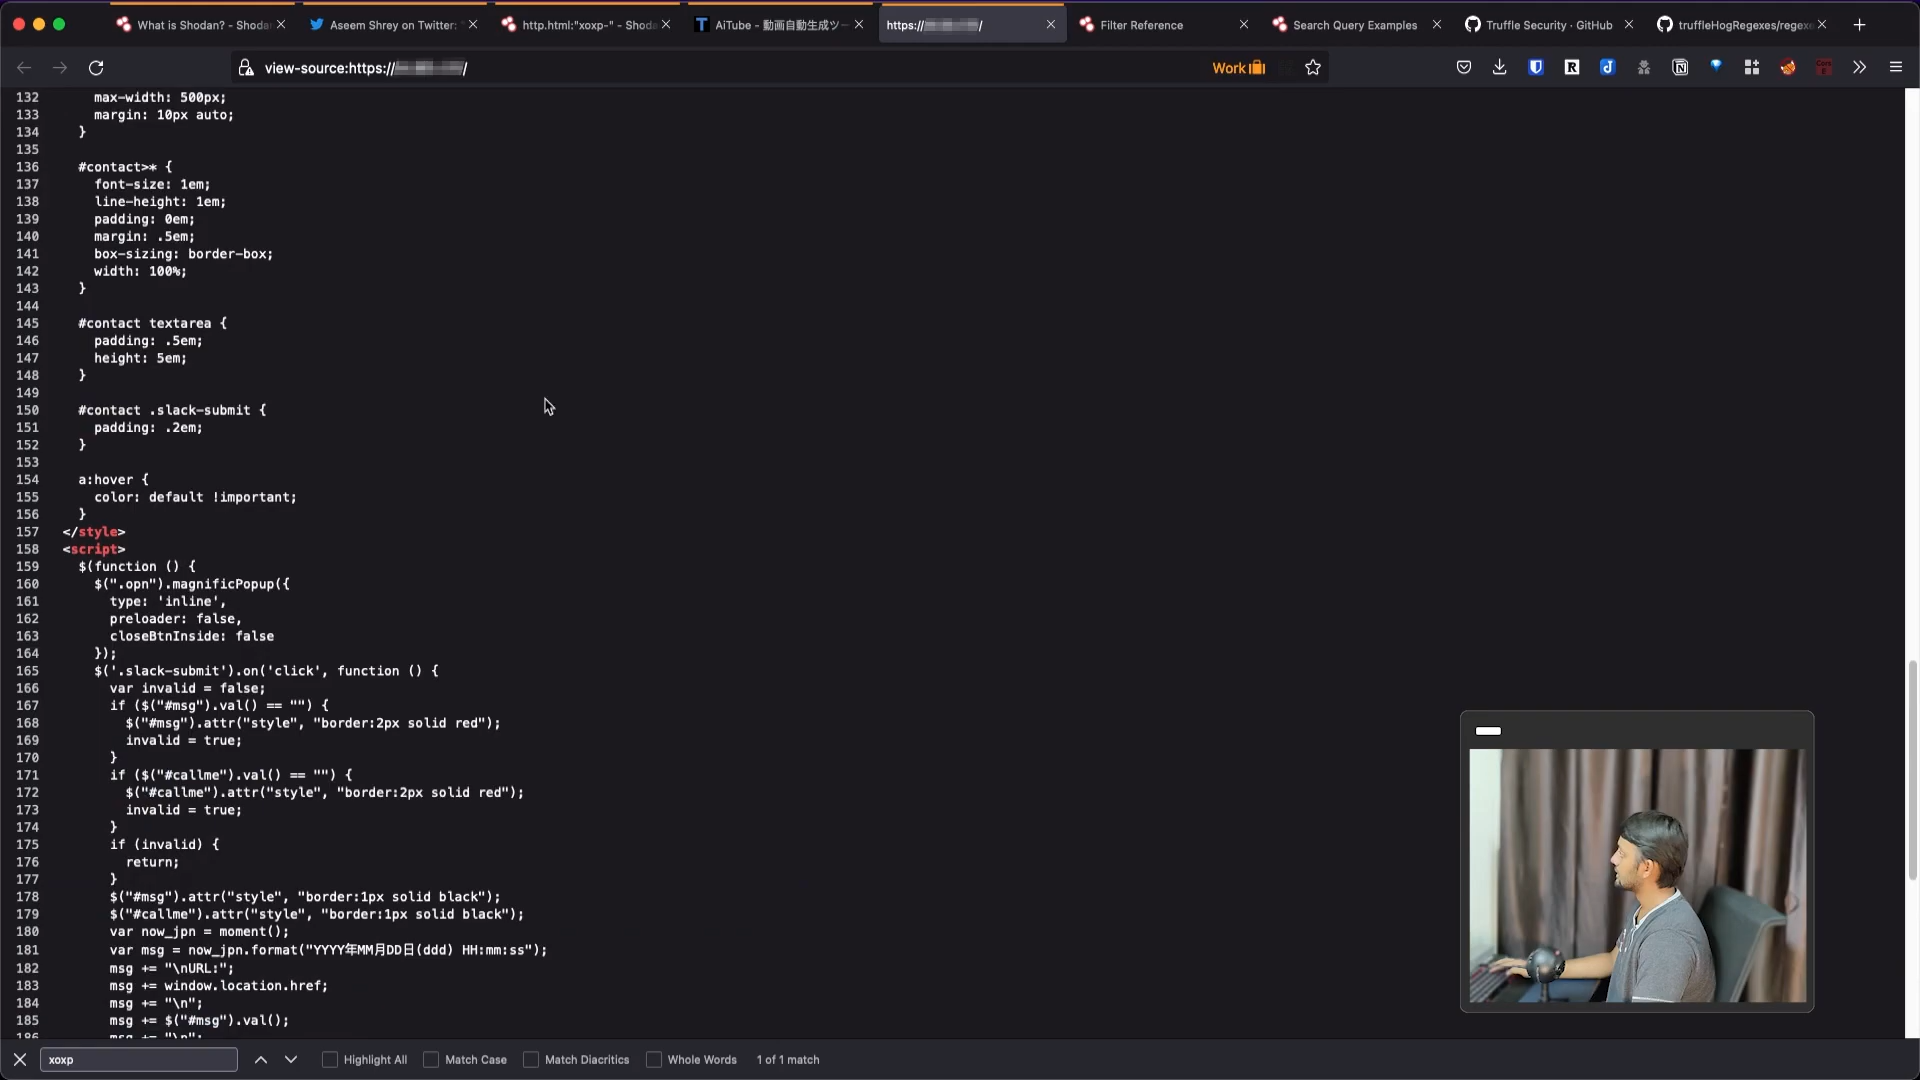 What is Shodan? - Shoda
Aseem Shrey on Twitter: "
http.html:"xoxp-" - Shoda
AiTube - 動画自動生成ツー
https:// /
Filter Reference
Search Query Examples
Truffle Security · GitHub
truffleHogRegexes/regexe
view-source:https:// /
Work
132 max-width: 500px;
133 margin: 10px auto;
134 }
135
136 #contact>* {
137 font-size: 1em;
138 line-height: 1em;
139 padding: 0em;
140 margin: .5em;
141 box-sizing: border-box;
142 width: 100%;
143 }
144
145 #contact textarea {
146 padding: .5em;
147 height: 5em;
148 }
149
150 #contact .slack-submit {
151 padding: .2em;
152 }
153
154 a:hover {
155 color: default !important;
156 }
157 </style>
158 <script>
159 $(function () {
160 $(".opn").magnificPopup({
161 type: 'inline',
162 preloader: false,
163 closeBtnInside: false
164 });
165 $('.slack-submit').on('click', function () {
166 var invalid = false;
167 if ($("#msg").val() == "") {
168 $("#msg").attr("style", "border:2px solid red");
169 invalid = true;
170 }
171 if ($("#callme").val() == "") {
172 $("#callme").attr("style", "border:2px solid red");
173 invalid = true;
174 }
175 if (invalid) {
176 return;
177 }
178 $("#msg").attr("style", "border:1px solid black");
179 $("#callme").attr("style", "border:1px solid black");
180 var now_jpn = moment();
181 var msg = now_jpn.format("YYYY年MM月DD日(ddd) HH:mm:ss");
182 msg += "\nURL:";
183 msg += window.location.href;
184 msg += "\n";
185 msg += $("#msg").val();
186 msg += "\n";
xoxp
Highlight All
Match Case
Match Diacritics
Whole Words
1 of 1 match